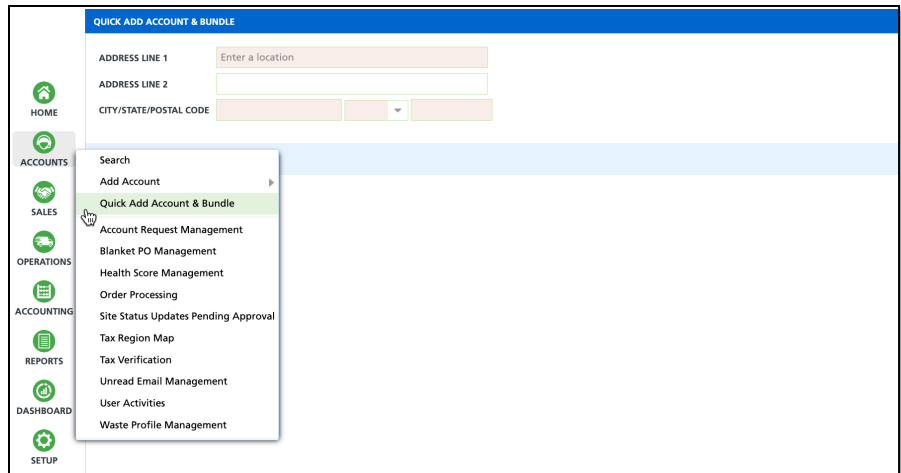 QUICK ADD ACCOUNT & BUNDLE
ADDRESS LINE 1
Enter a location
ADDRESS LINE 2
CITY/STATE/POSTAL CODE
HOME
ACCOUNTS
SALES
OPERATIONS
ACCOUNTING
REPORTS
DASHBOARD
SETUP
Search
Add Account
Quick Add Account & Bundle
Account Request Management
Blanket PO Management
Health Score Management
Order Processing
Site Status Updates Pending Approval
Tax Region Map
Tax Verification
Unread Email Management
User Activities
Waste Profile Management